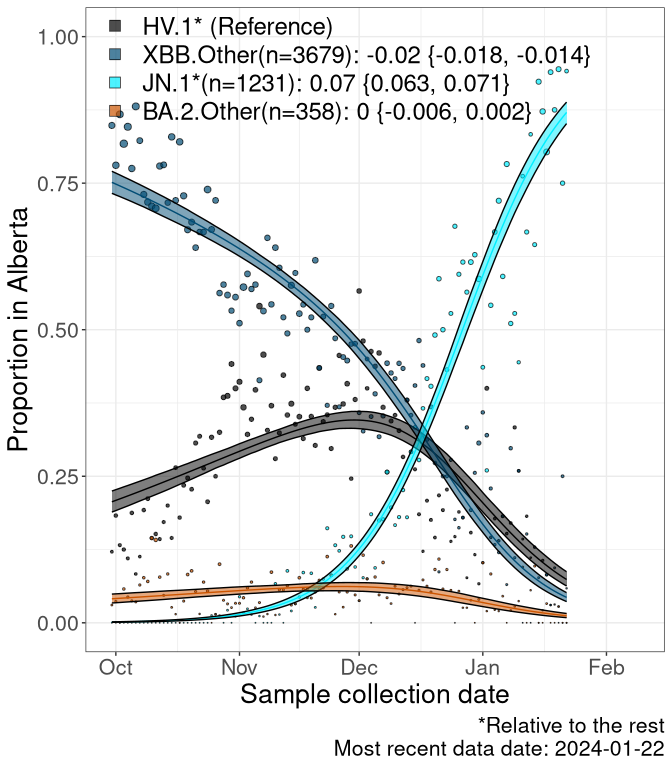 HV.1* (Reference)
XBB.Other(n=3679): -0.02 {-0.018, -0.014}
JN.1*(n=1231): 0.07 {0.063, 0.071}
BA.2.Other(n=358): 0 {-0.006, 0.002}
1.00
0.75
0.50
0.25
0.00
Proportion in Alberta
Oct Nov Dec Jan Feb
Sample collection date
*Relative to the rest
Most recent data date: 2024-01-22